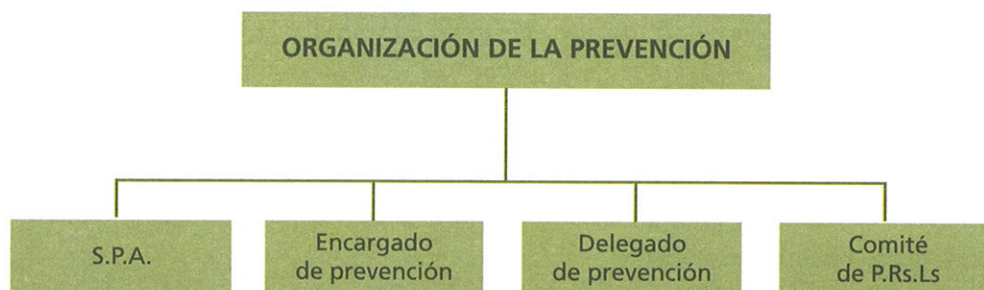 ORGANIZACIÓN DE LA PREVENCIÓN
S.P.A.
Encargado
de prevención
Delegado
de prevención
Comité
de P.Rs.Ls